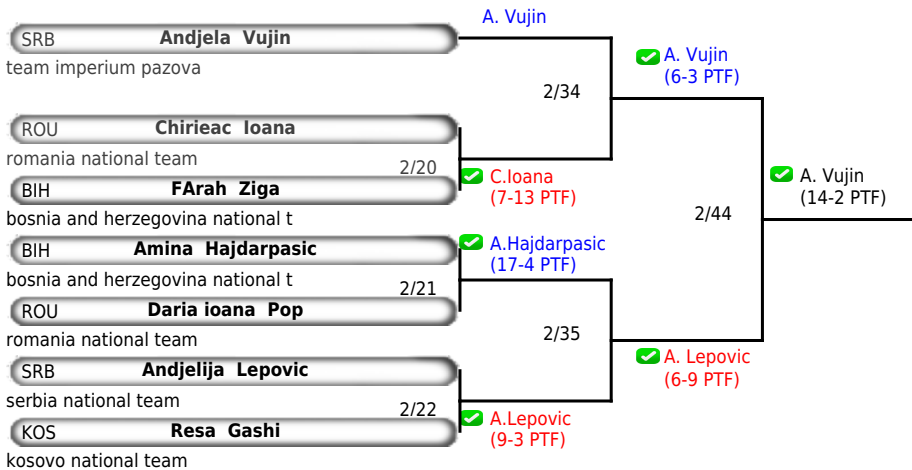 A. Vujin
SRB Andjela Vujin
team imperium pazova
A. Vujin
(6-3 PTF)
2/34
ROU Chirieac Ioana
romania national team
2/20
C.Ioana
(7-13 PTF)
BIH FArah Ziga
bosnia and herzegovina national t
A. Vujin
(14-2 PTF)
2/44
BIH Amina Hajdarpasic
bosnia and herzegovina national t
A.Hajdarpasic
(17-4 PTF)
2/21
ROU Daria ioana Pop
romania national team
2/35
A. Lepovic
(6-9 PTF)
SRB Andjelija Lepovic
serbia national team
2/22
A.Lepovic
(9-3 PTF)
KOS Resa Gashi
kosovo national team